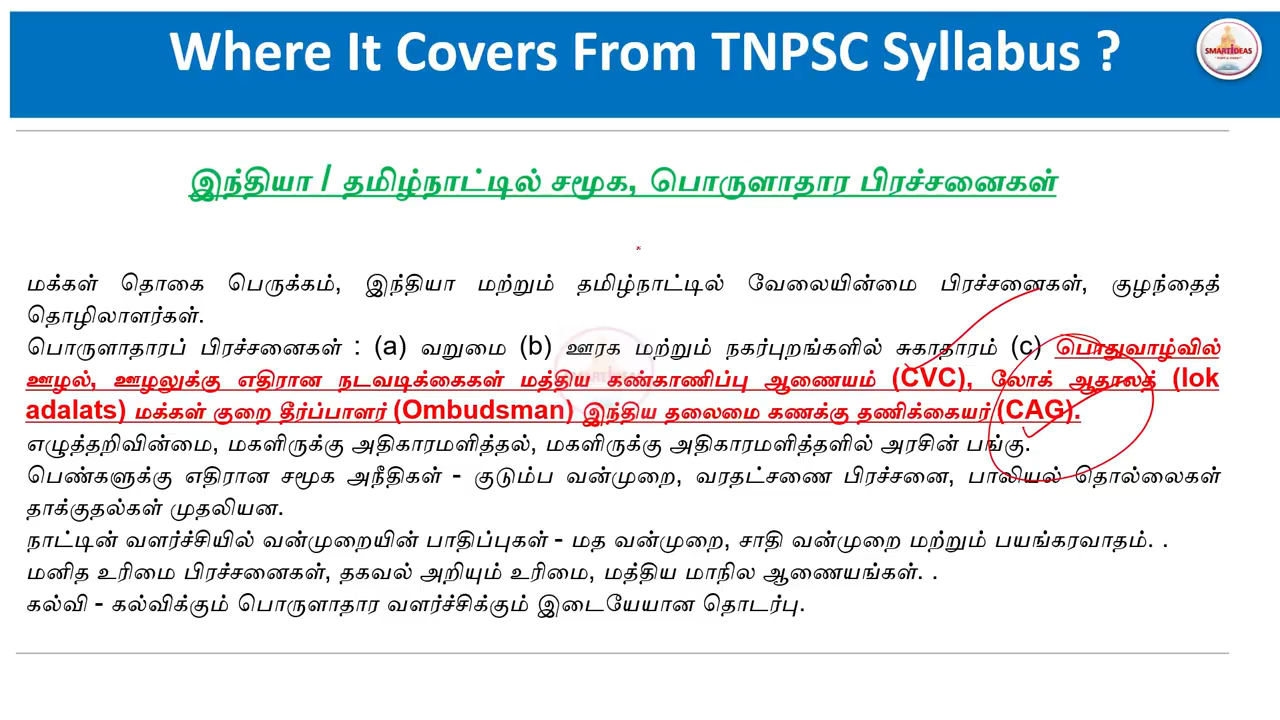 Where It Covers From TNPSC Syllabus ?
SMARTIDEAS
இந்தியா / தமிழ்நாட்டில் சமூக, பொருளாதார பிரச்சனைகள்
மக்கள் தொகை பெருக்கம், இந்தியா மற்றும் தமிழ்நாட்டில் வேலையின்மை பிரச்சனைகள், குழந்தைத்
தொழிலாளர்கள்.
பொருளாதாரப் பிரச்சனைகள் : (a) வறுமை (b) ஊரக மற்றும் நகர்புறங்களில் சுகாதாரம் (c) பொதுவாழ்வில்
ஊழல், ஊழலுக்கு எதிரான நடவடிக்கைகள் மத்திய கண்காணிப்பு ஆணையம் (CVC), லோக் ஆதாலத் (lok
adalats) மக்கள் குறை தீர்ப்பாளர் (Ombudsman) இந்திய தலைமை கணக்கு தணிக்கையர் (CAG).
எழுத்தறிவின்மை, மகளிருக்கு அதிகாரமளித்தல், மகளிருக்கு அதிகாரமளித்தளில் அரசின் பங்கு.
பெண்களுக்கு எதிரான சமூக அநீதிகள் - குடும்ப வன்முறை, வரதட்சணை பிரச்சனை, பாலியல் தொல்லைகள்
தாக்குதல்கள் முதலியன.
நாட்டின் வளர்ச்சியில் வன்முறையின் பாதிப்புகள் - மத வன்முறை, சாதி வன்முறை மற்றும் பயங்கரவாதம். .
மனித உரிமை பிரச்சனைகள், தகவல் அறியும் உரிமை, மத்திய மாநில ஆணையங்கள். .
கல்வி - கல்விக்கும் பொருளாதார வளர்ச்சிக்கும் இடையேயான தொடர்பு.